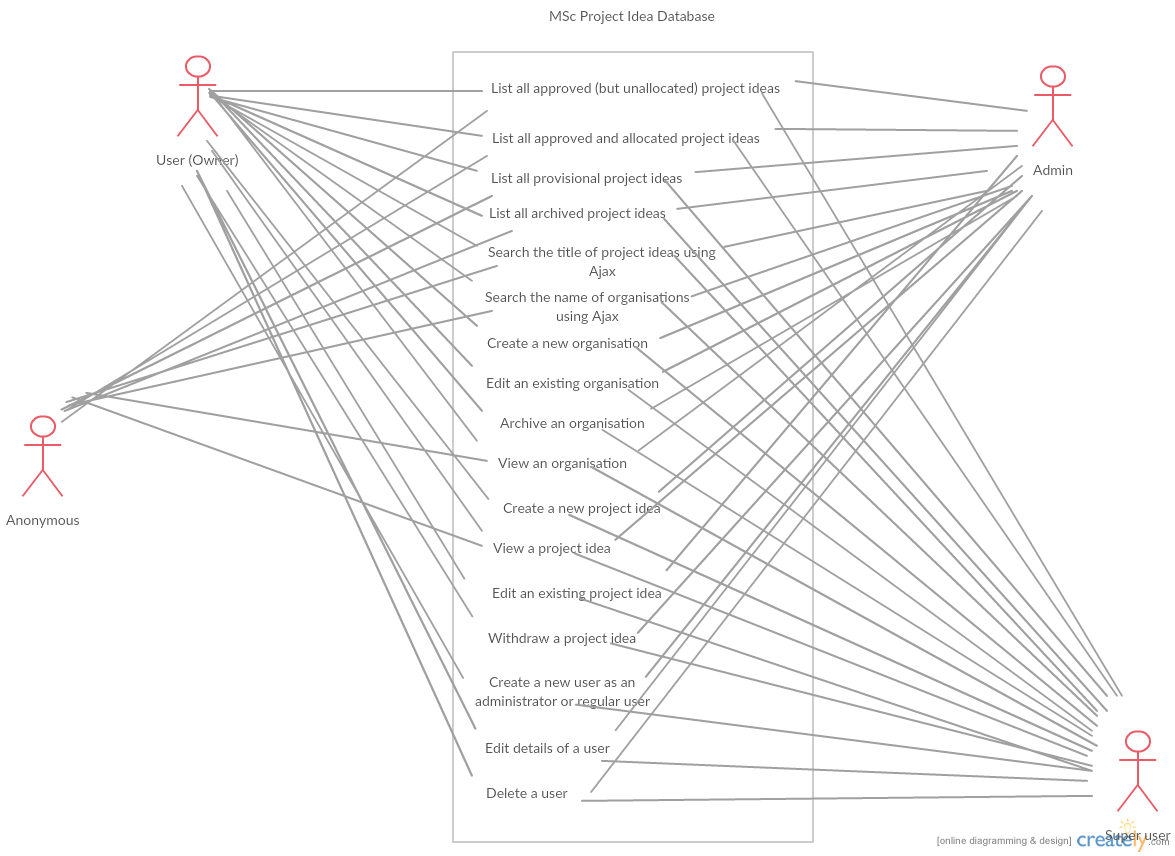 MSc Project Idea Database
User (Owner)
Admin
Anonymous
Super user
List all approved (but unallocated) project ideas
List all approved and allocated project ideas
List all provisional project ideas
List all archived project ideas
Search the title of project ideas using
Ajax
Search the name of organisations
using Ajax
Create a new organisation
Edit an existing organisation
Archive an organisation
View an organisation
Create a new project idea
View a project idea
Edit an existing project idea
Withdraw a project idea
Create a new user as an
administrator or regular user
Edit details of a user
Delete a user
[online diagramming & design] creately.com